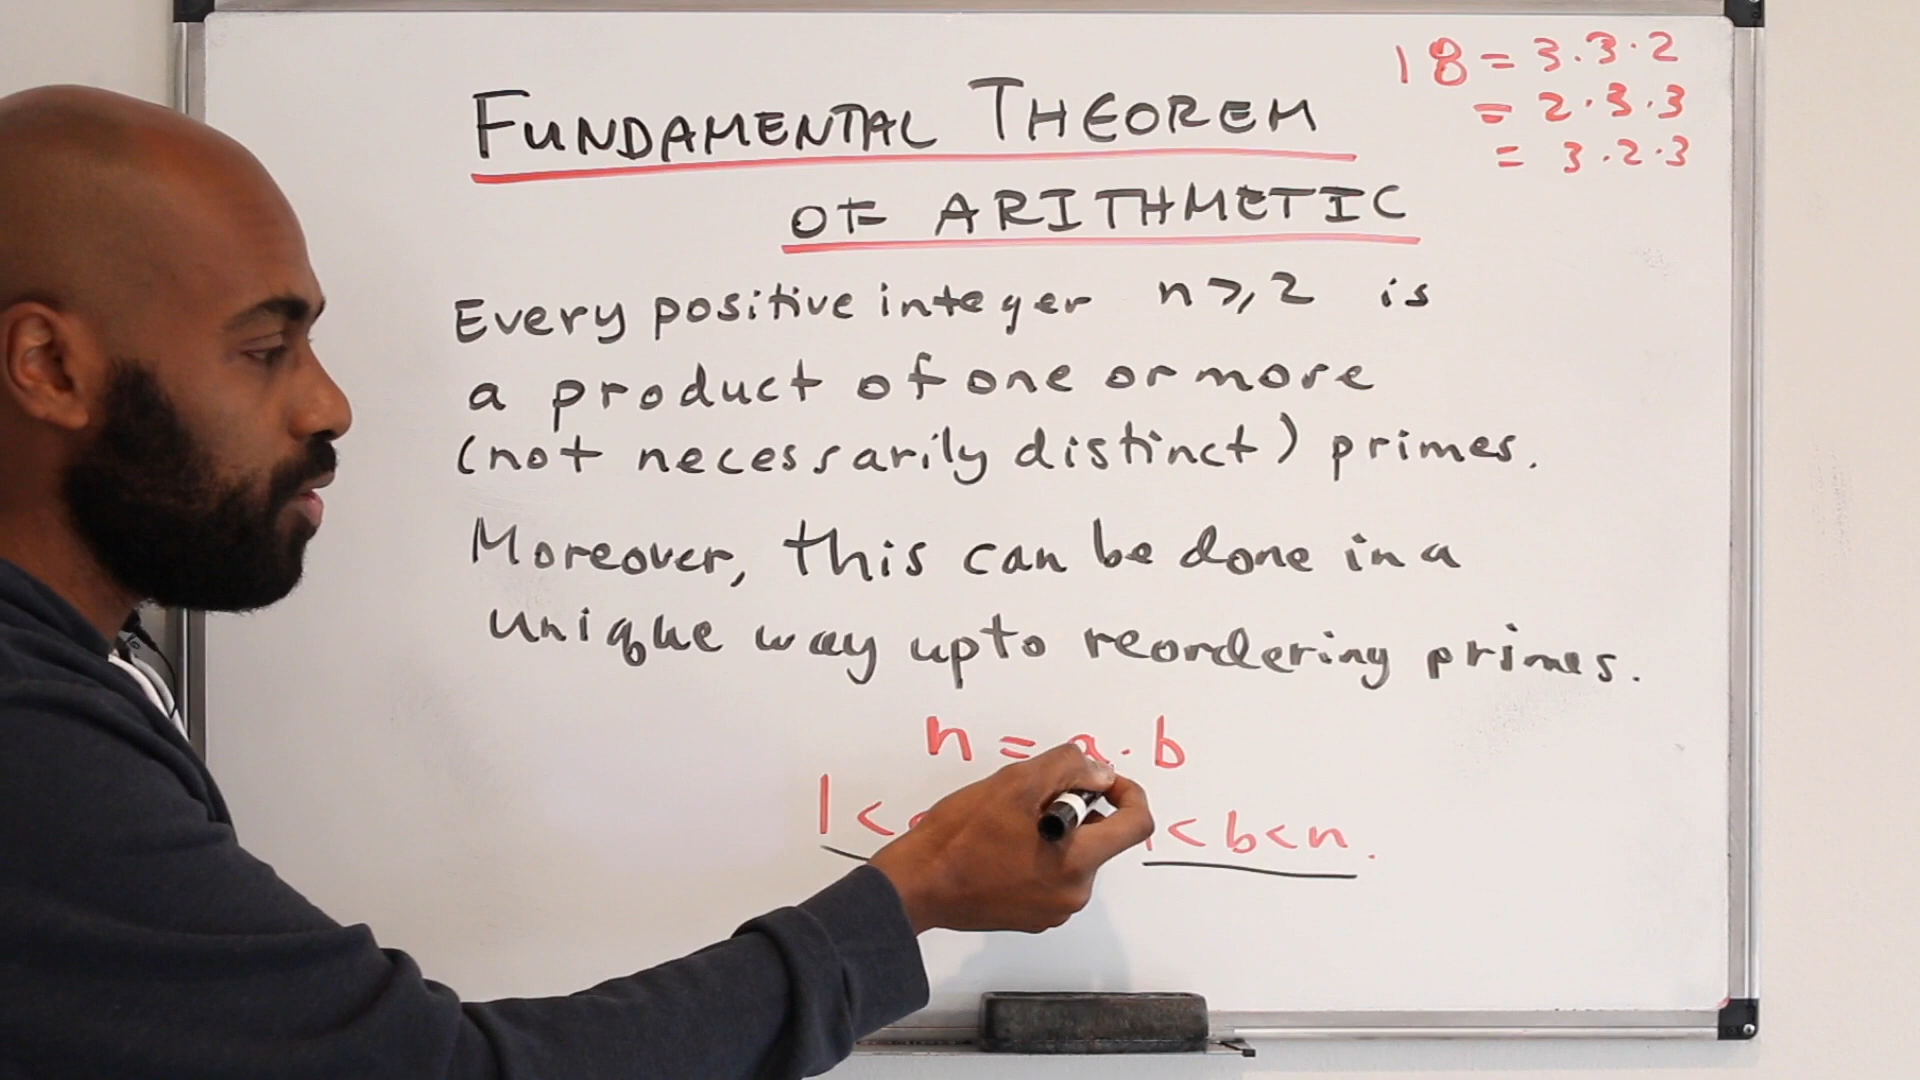 FUNDAMENTAL THEOREM
OF ARITHMETIC
18 = 3.3.2
= 2.3.3
= 3.2.3
Every positive integer n ⩾ 2 is
a product of one or more
(not necessarily distinct) primes.
Moreover, this can be done in a
unique way upto reordering primes.
n = a . b
1 < < b < n .